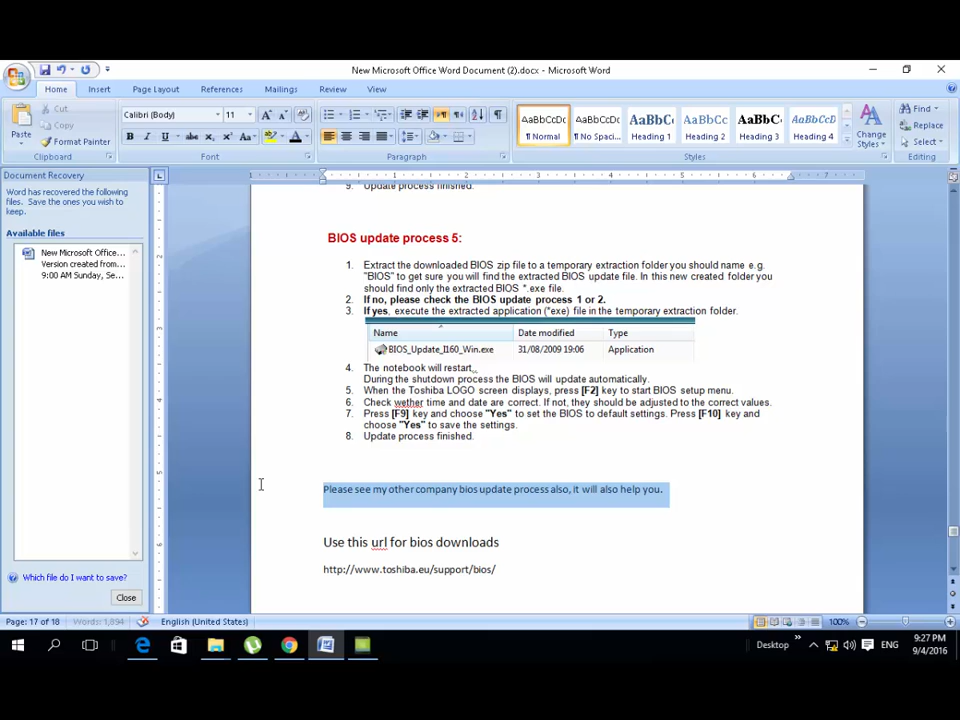 New Microsoft Office Word Document (2).docx - Microsoft Word
Home Insert Page Layout References Mailings Review View
Cut
Copy
Format Painter
Paste
Clipboard
Calibri (Body) 11
Font
Paragraph
AaBbCcDc AaBbCcDc AaBbC AaBbCc AaBbCc AaBbCcI
¶ Normal ¶ No Spaci... Heading 1 Heading 2 Heading 3 Heading 4
Change Styles
Styles
Find
Replace
Select
Editing
Document Recovery
Word has recovered the following
files. Save the ones you wish to
keep.
Available files
New Microsoft Office...
Version created from...
9:00 AM Sunday, Se...
Which file do I want to save?
Close
9. Update process finished.
BIOS update process 5:
1. Extract the downloaded BIOS zip file to a temporary extraction folder you should name e.g.
"BIOS" to get sure you will find the extracted BIOS update file. In this new created folder you
should find only the extracted BIOS *.exe file.
2. If no, please check the BIOS update process 1 or 2.
3. If yes, execute the extracted application (*exe) file in the temporary extraction folder.
Name Date modified Type
BIOS_Update_I160_Win.exe 31/08/2009 19:06 Application
4. The notebook will restart,
During the shutdown process the BIOS will update automatically.
5. When the Toshiba LOGO screen displays, press [F2] key to start BIOS setup menu.
6. Check wether time and date are correct. If not, they should be adjusted to the correct values.
7. Press [F9] key and choose "Yes" to set the BIOS to default settings. Press [F10] key and
choose "Yes" to save the settings.
8. Update process finished.
Please see my other company bios update process also, it will also help you.
Use this url for bios downloads
http://www.toshiba.eu/support/bios/
Page: 17 of 18 Words: 1,894 English (United States) 100%
Desktop ENG 9:27 PM
9/4/2016